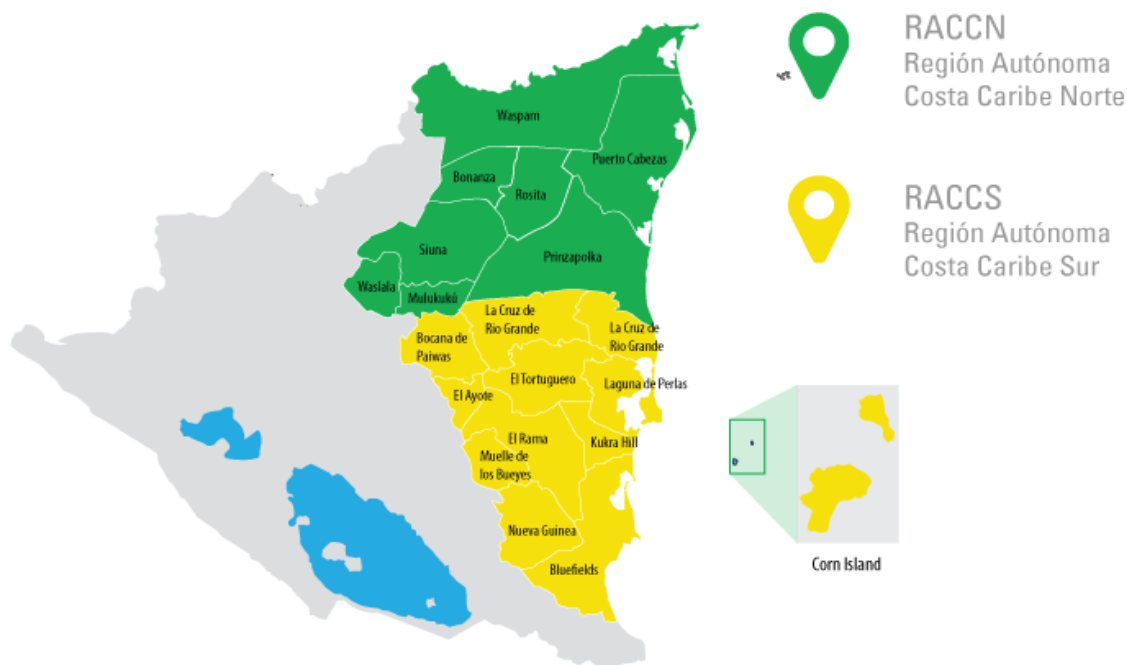 RACCN
Región Autónoma
Costa Caribe Norte
RACCS
Región Autónoma
Costa Caribe Sur
Waspam
Puerto Cabezas
Bonanza
Rosita
Siuna
Prinzapolka
Waslala
Mulukukú
La Cruz de
Rio Grande
La Cruz de
Rio Grande
Bocana de
Paiwas
El Tortuguero
Laguna de Perlas
El Ayote
El Rama
Kukra Hill
Muelle de
los Bueyes
Nueva Guinea
Bluefields
Corn Island